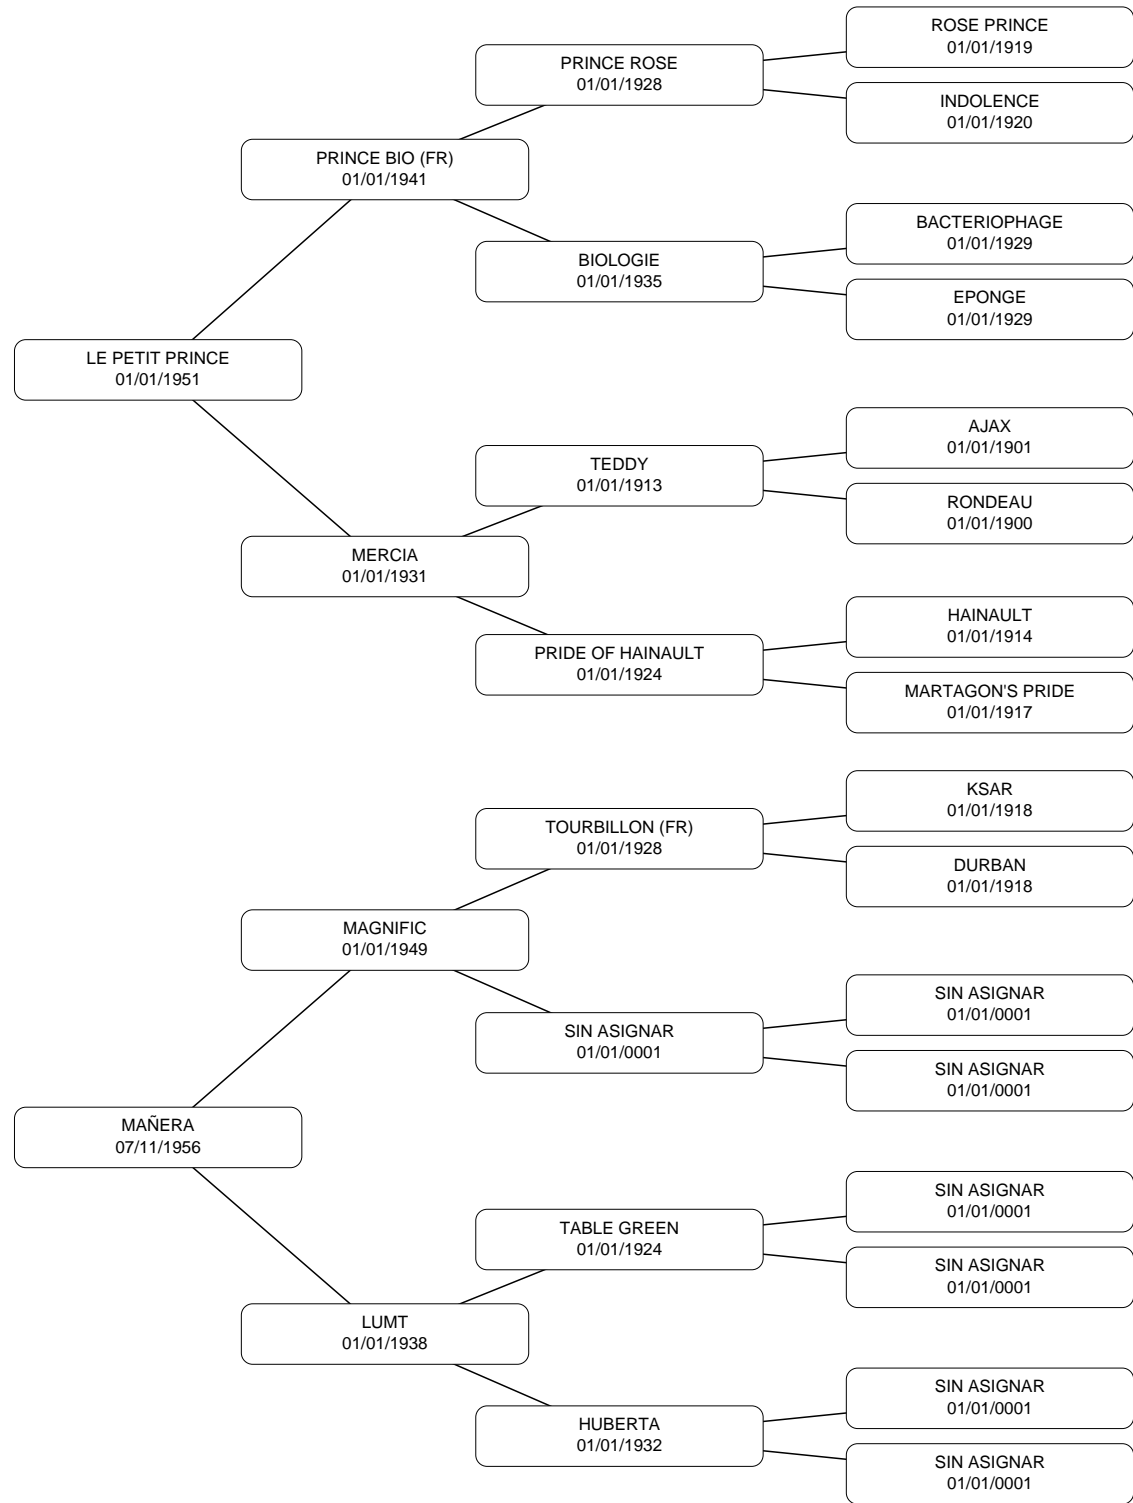 ROSE PRINCE
01/01/1919
PRINCE ROSE
01/01/1928
INDOLENCE
01/01/1920
PRINCE BIO (FR)
01/01/1941
BACTERIOPHAGE
01/01/1929
BIOLOGIE
01/01/1935
EPONGE
01/01/1929
LE PETIT PRINCE
01/01/1951
AJAX
01/01/1901
TEDDY
01/01/1913
RONDEAU
01/01/1900
MERCIA
01/01/1931
HAINAULT
01/01/1914
PRIDE OF HAINAULT
01/01/1924
MARTAGON'S PRIDE
01/01/1917
KSAR
01/01/1918
TOURBILLON (FR)
01/01/1928
DURBAN
01/01/1918
MAGNIFIC
01/01/1949
SIN ASIGNAR
01/01/0001
SIN ASIGNAR
01/01/0001
SIN ASIGNAR
01/01/0001
MAÑERA
07/11/1956
SIN ASIGNAR
01/01/0001
TABLE GREEN
01/01/1924
SIN ASIGNAR
01/01/0001
LUMT
01/01/1938
SIN ASIGNAR
01/01/0001
HUBERTA
01/01/1932
SIN ASIGNAR
01/01/0001